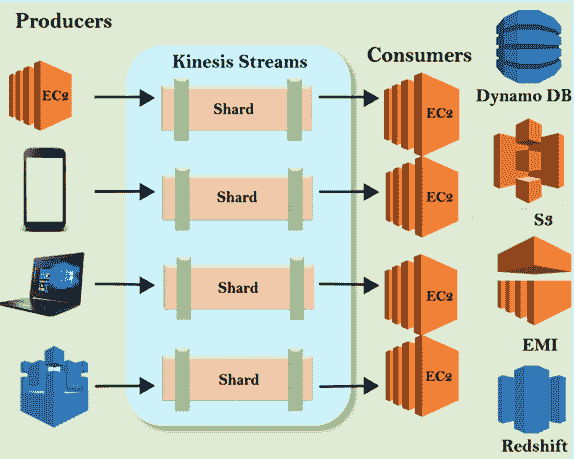 Producers
Kinesis Streams
Consumers
Dynamo DB
EC2
Shard
EC2
Shard
EC2
S3
Shard
EC2
EMI
Shard
EC2
Redshift